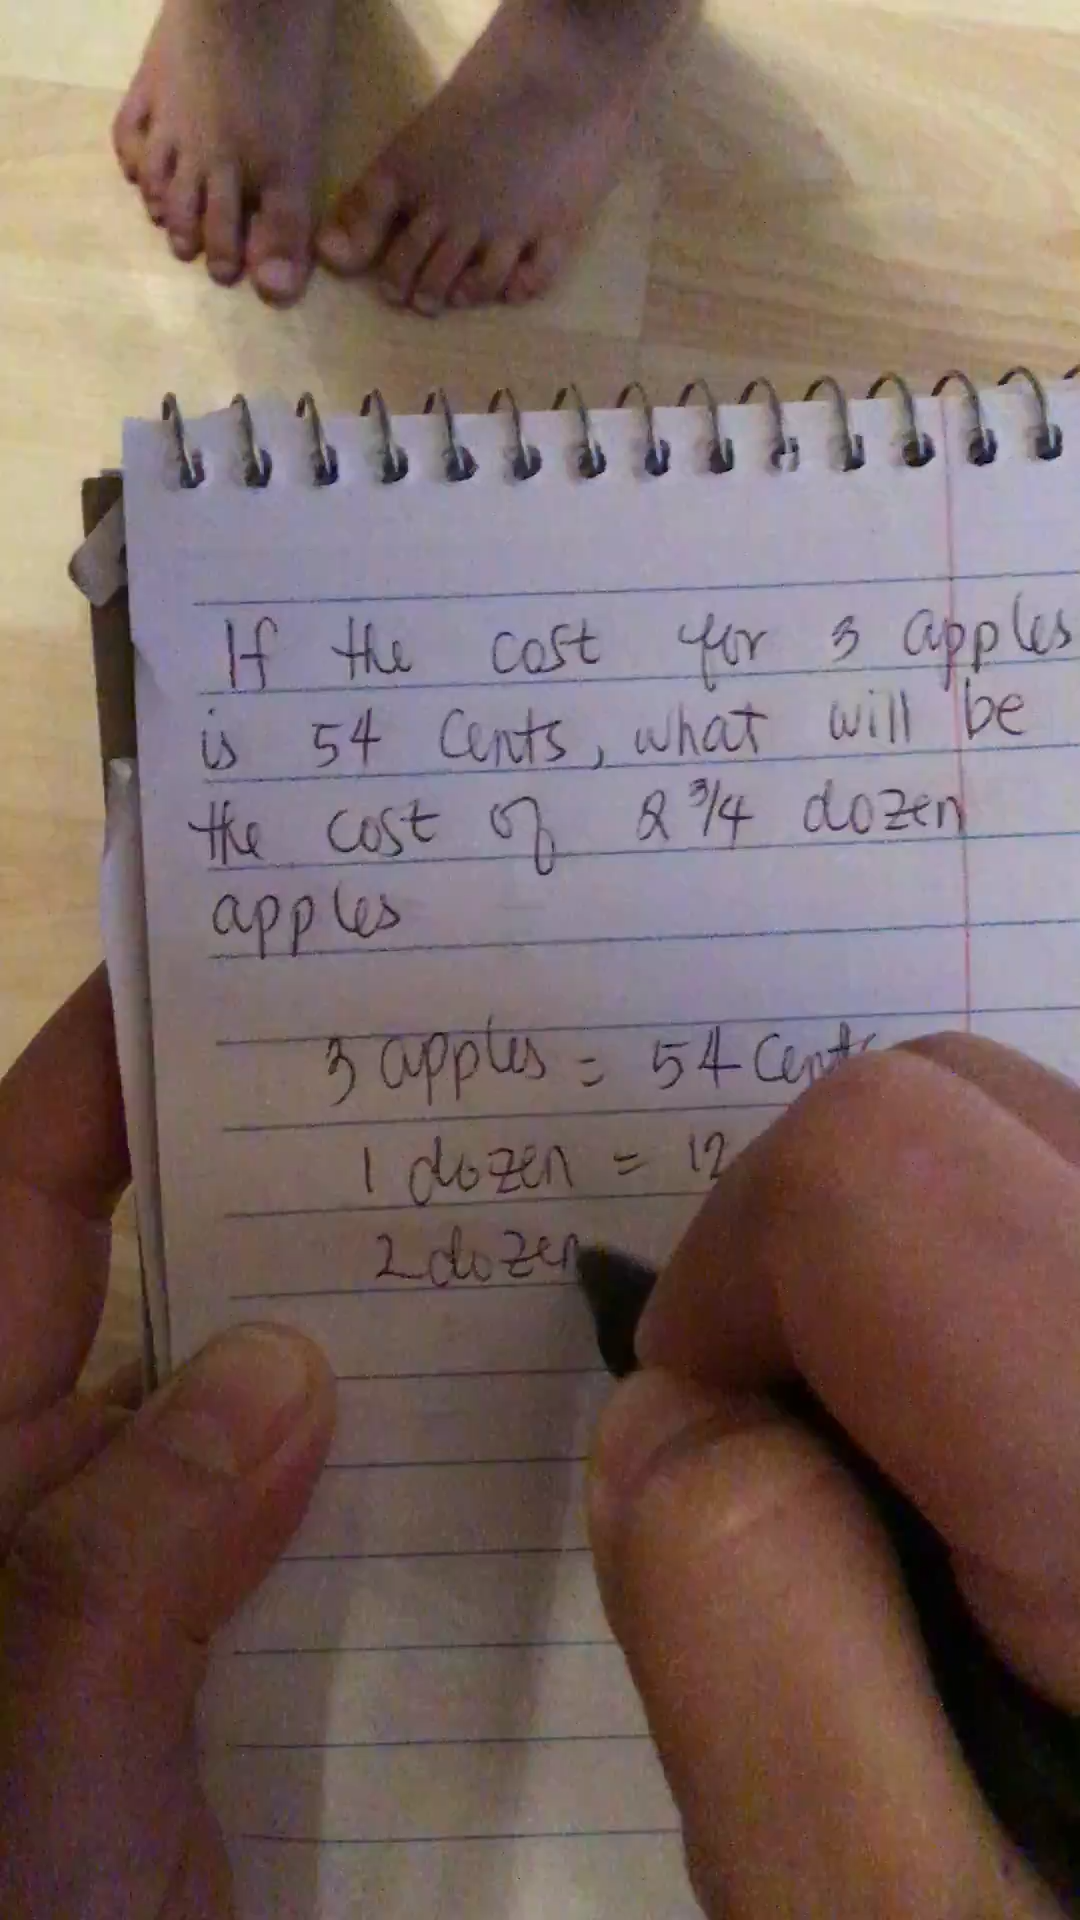 If the cost for 3 apples
is 54 cents, what will be
the cost of 2 3/4 dozen
apples
3 apples = 54 Cents
1 dozen = 12
2 dozen